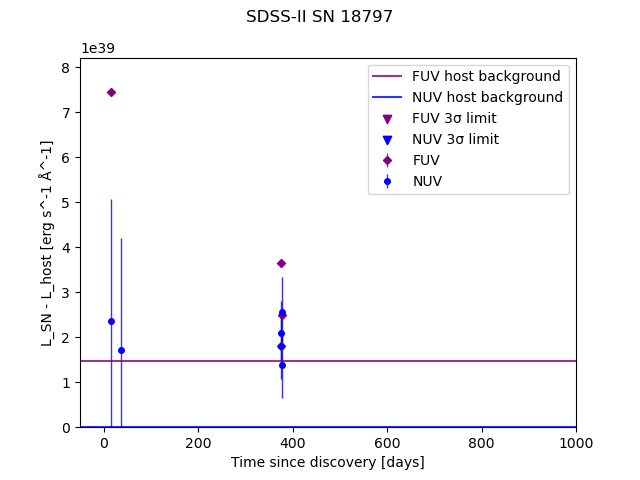 SDSS-II SN 18797
1e39
8
7
6
5
4
3
2
1
0
L_SN - L_host [erg s^-1 Å^-1]
FUV host background
NUV host background
FUV 3σ limit
NUV 3σ limit
FUV
NUV
0 200 400 600 800 1000
Time since discovery [days]